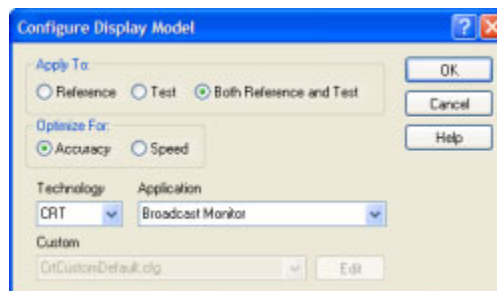 Configure Display Model
Apply To:
Reference Test Both Reference and Test
OK
Cancel
Help
Optimize For:
Accuracy Speed
Technology Application
CRT Broadcast Monitor
Custom
CrtCustomDefault.cfg Edit